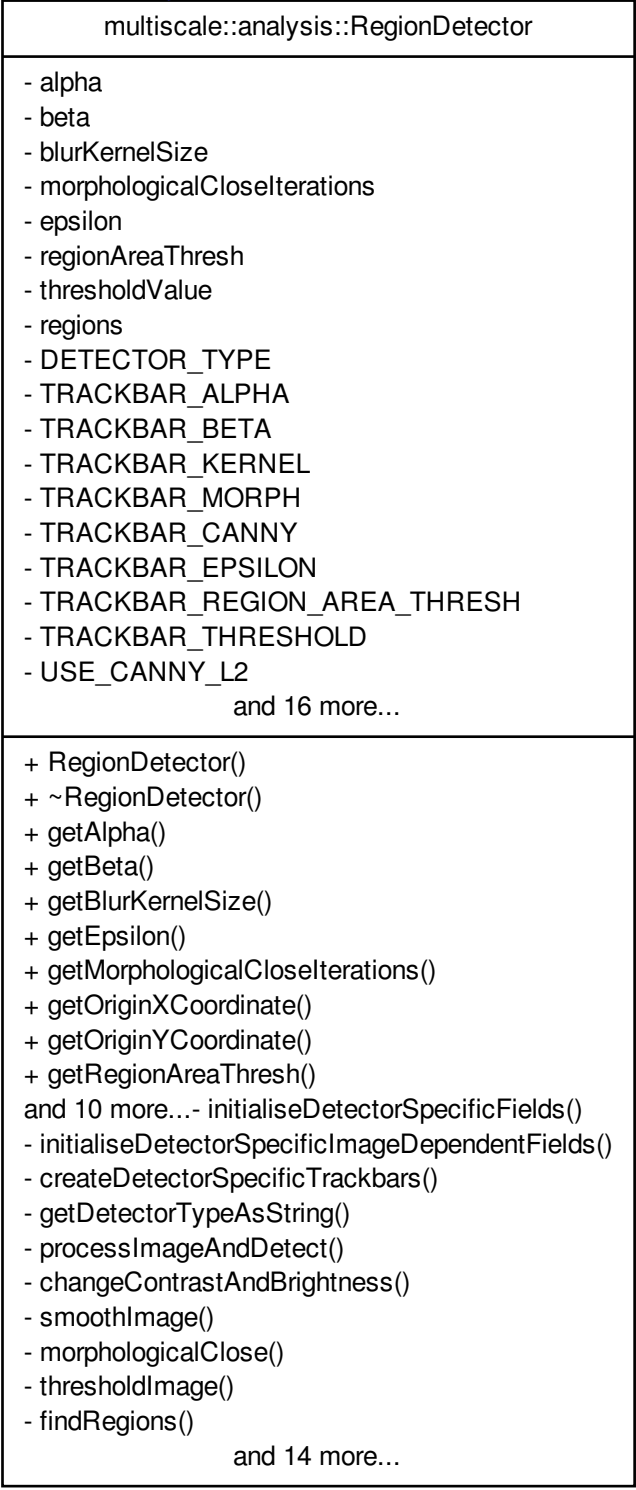 multiscale::analysis::RegionDetector
- alpha
- beta
- blurKernelSize
- morphologicalCloseIterations
- epsilon
- regionAreaThresh
- thresholdValue
- regions
- DETECTOR_TYPE
- TRACKBAR_ALPHA
- TRACKBAR_BETA
- TRACKBAR_KERNEL
- TRACKBAR_MORPH
- TRACKBAR_CANNY
- TRACKBAR_EPSILON
- TRACKBAR_REGION_AREA_THRESH
- TRACKBAR_THRESHOLD
- USE_CANNY_L2
and 16 more...
+ RegionDetector()
+ ~RegionDetector()
+ getAlpha()
+ getBeta()
+ getBlurKernelSize()
+ getEpsilon()
+ getMorphologicalCloseIterations()
+ getOriginXCoordinate()
+ getOriginYCoordinate()
+ getRegionAreaThresh()
and 10 more...- initialiseDetectorSpecificFields()
- initialiseDetectorSpecificImageDependentFields()
- createDetectorSpecificTrackbars()
- getDetectorTypeAsString()
- processImageAndDetect()
- changeContrastAndBrightness()
- smoothImage()
- morphologicalClose()
- thresholdImage()
- findRegions()
and 14 more...